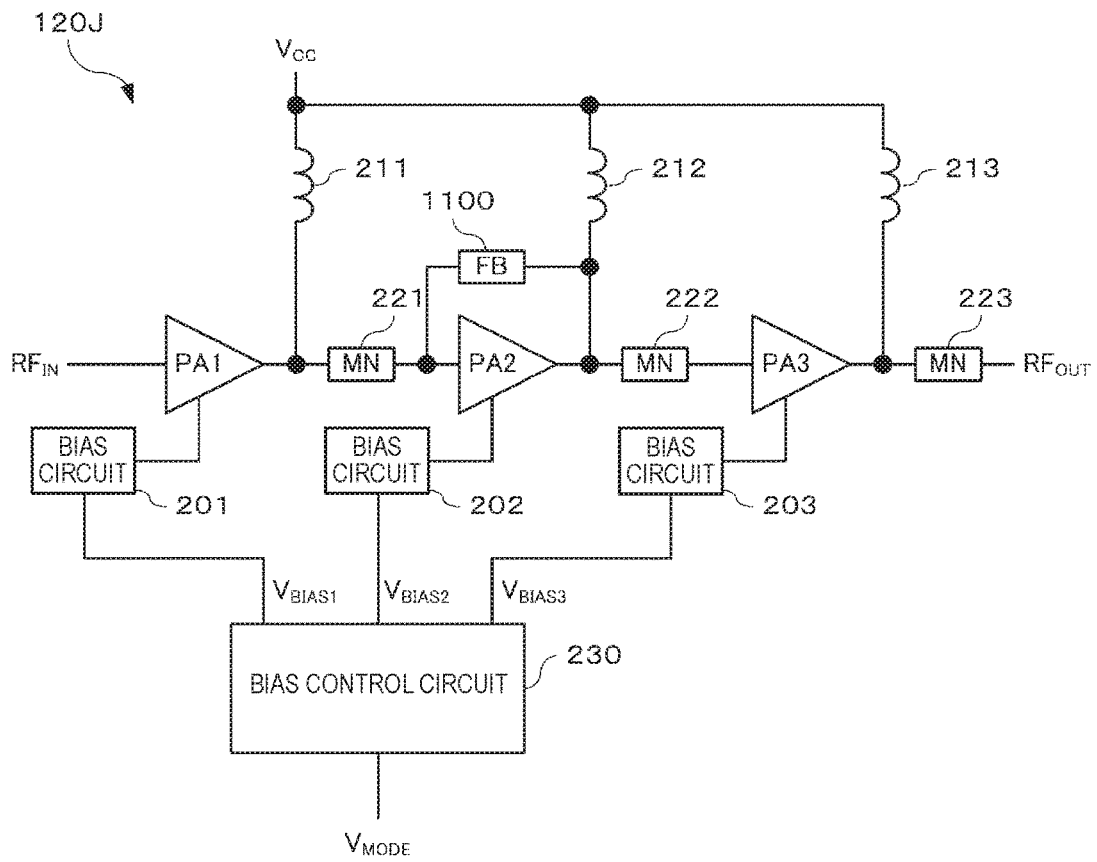 120J
VCC
211
212
213
1100
FB
221
222
223
RFIN
PA1
MN
PA2
MN
PA3
MN
RFOUT
BIAS
CIRCUIT
BIAS
CIRCUIT
BIAS
CIRCUIT
201
202
203
VBIAS1
VBIAS2
VBIAS3
230
BIAS CONTROL CIRCUIT
VMODE